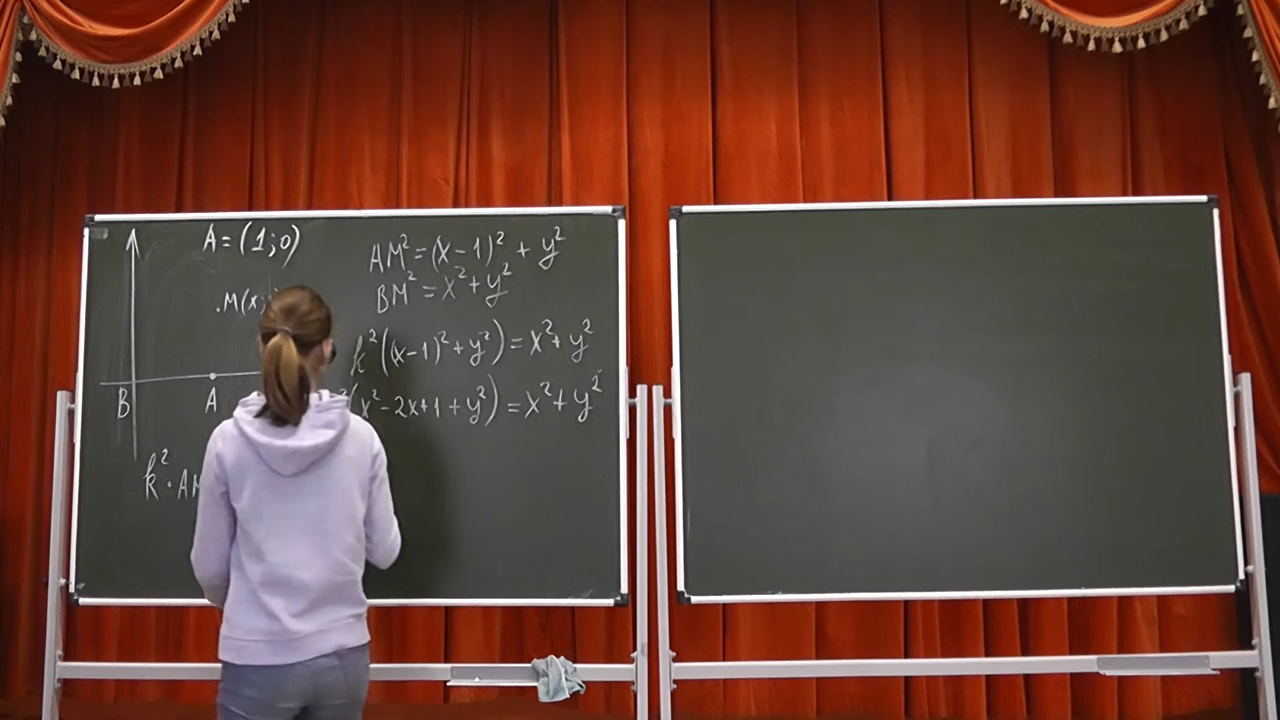 A = (1; 0)
.M(x;
B
A
k² · AM
AM² = (x - 1)² + y²
BM² = x² + y²
k²((x-1)² + y²) = x² + y²
²(x² - 2x + 1 + y²) = x² + y²